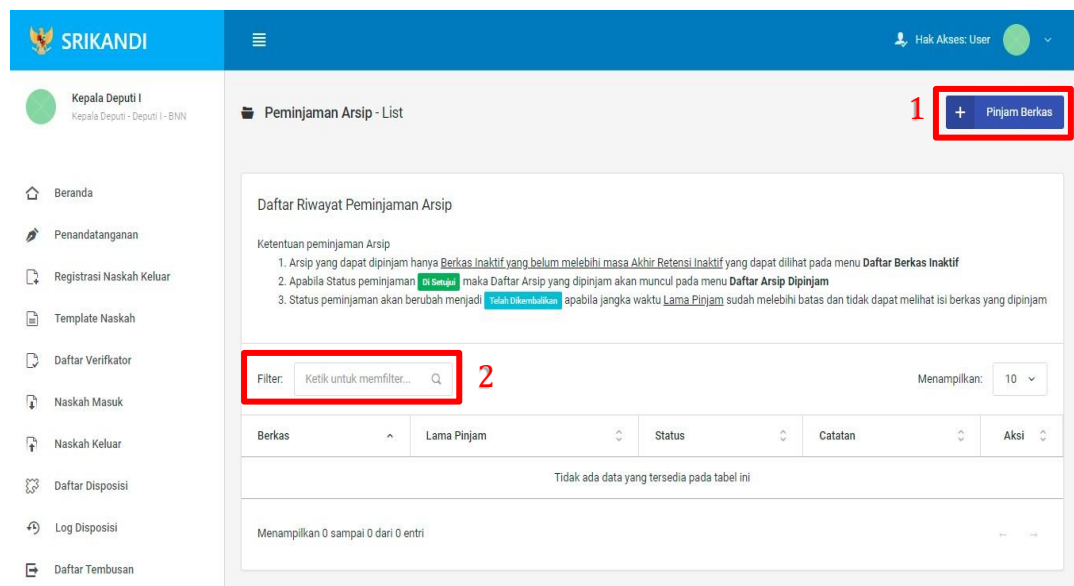 SRIKANDI
Hak Akses: User
Kepala Deputi I
Kepala Deputi - Deputi I - BNN
Peminjaman Arsip - List
1
+ Pinjam Berkas
Beranda
Penandatanganan
Registrasi Naskah Keluar
Template Naskah
Daftar Verifkator
Naskah Masuk
Naskah Keluar
Daftar Disposisi
Log Disposisi
Daftar Tembusan
Daftar Riwayat Peminjaman Arsip
Ketentuan peminjaman Arsip
1. Arsip yang dapat dipinjam hanya Berkas Inaktif yang belum melebihi masa Akhir Retensi Inaktif yang dapat dilihat pada menu Daftar Berkas Inaktif
2. Apabila Status peminjaman Di Setujui maka Daftar Arsip yang dipinjam akan muncul pada menu Daftar Arsip Dipinjam
3. Status peminjaman akan berubah menjadi Telah Dikembalikan apabila jangka waktu Lama Pinjam sudah melebihi batas dan tidak dapat melihat isi berkas yang dipinjam
Filter: Ketik untuk memfilter... 2 Menampilkan: 10
Berkas Lama Pinjam Status Catatan Aksi
Tidak ada data yang tersedia pada tabel ini
Menampilkan 0 sampai 0 dari 0 entri ← →